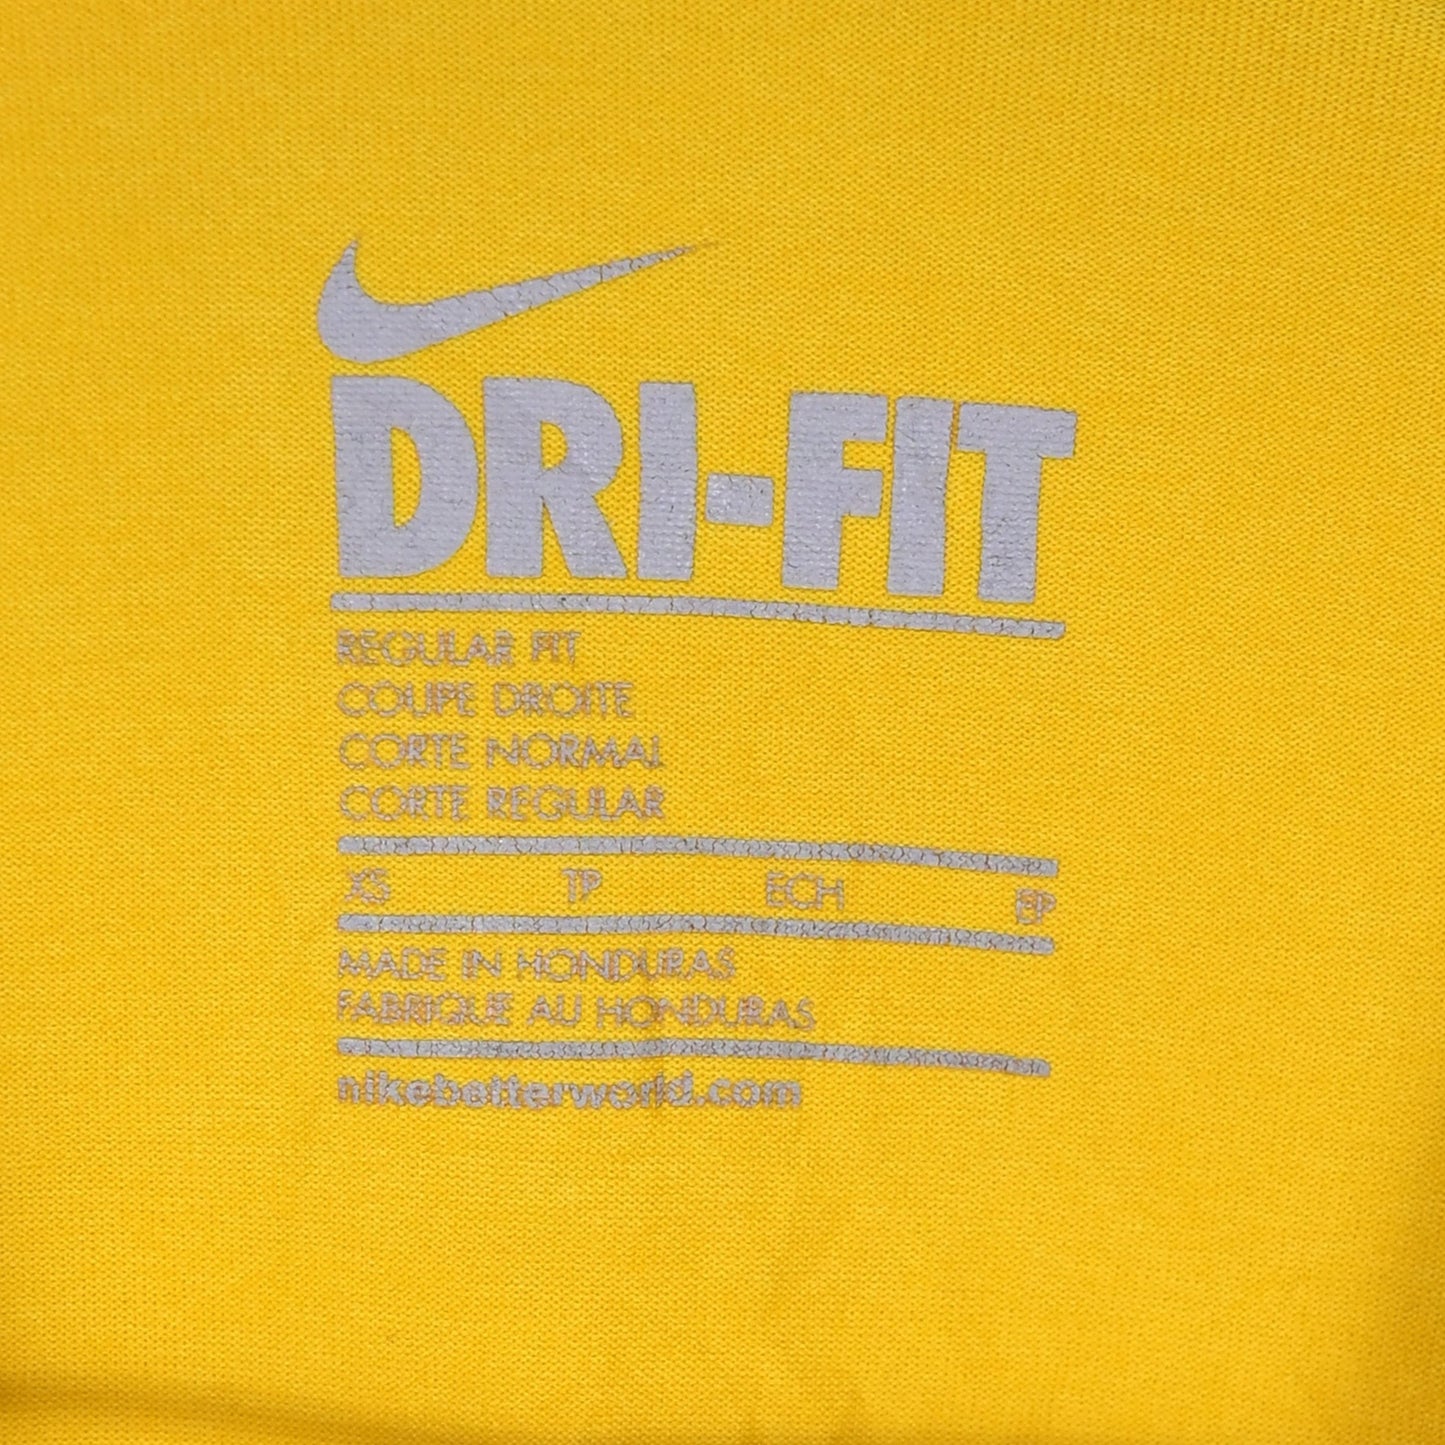 DRI-FIT
REGULAR FIT
COUPE DROITE
CORTE NORMAL
CORTE REGULAR
XS TP ECH EP
MADE IN HONDURAS
FABRIQUE AU HONDURAS
nikebetterworld.com